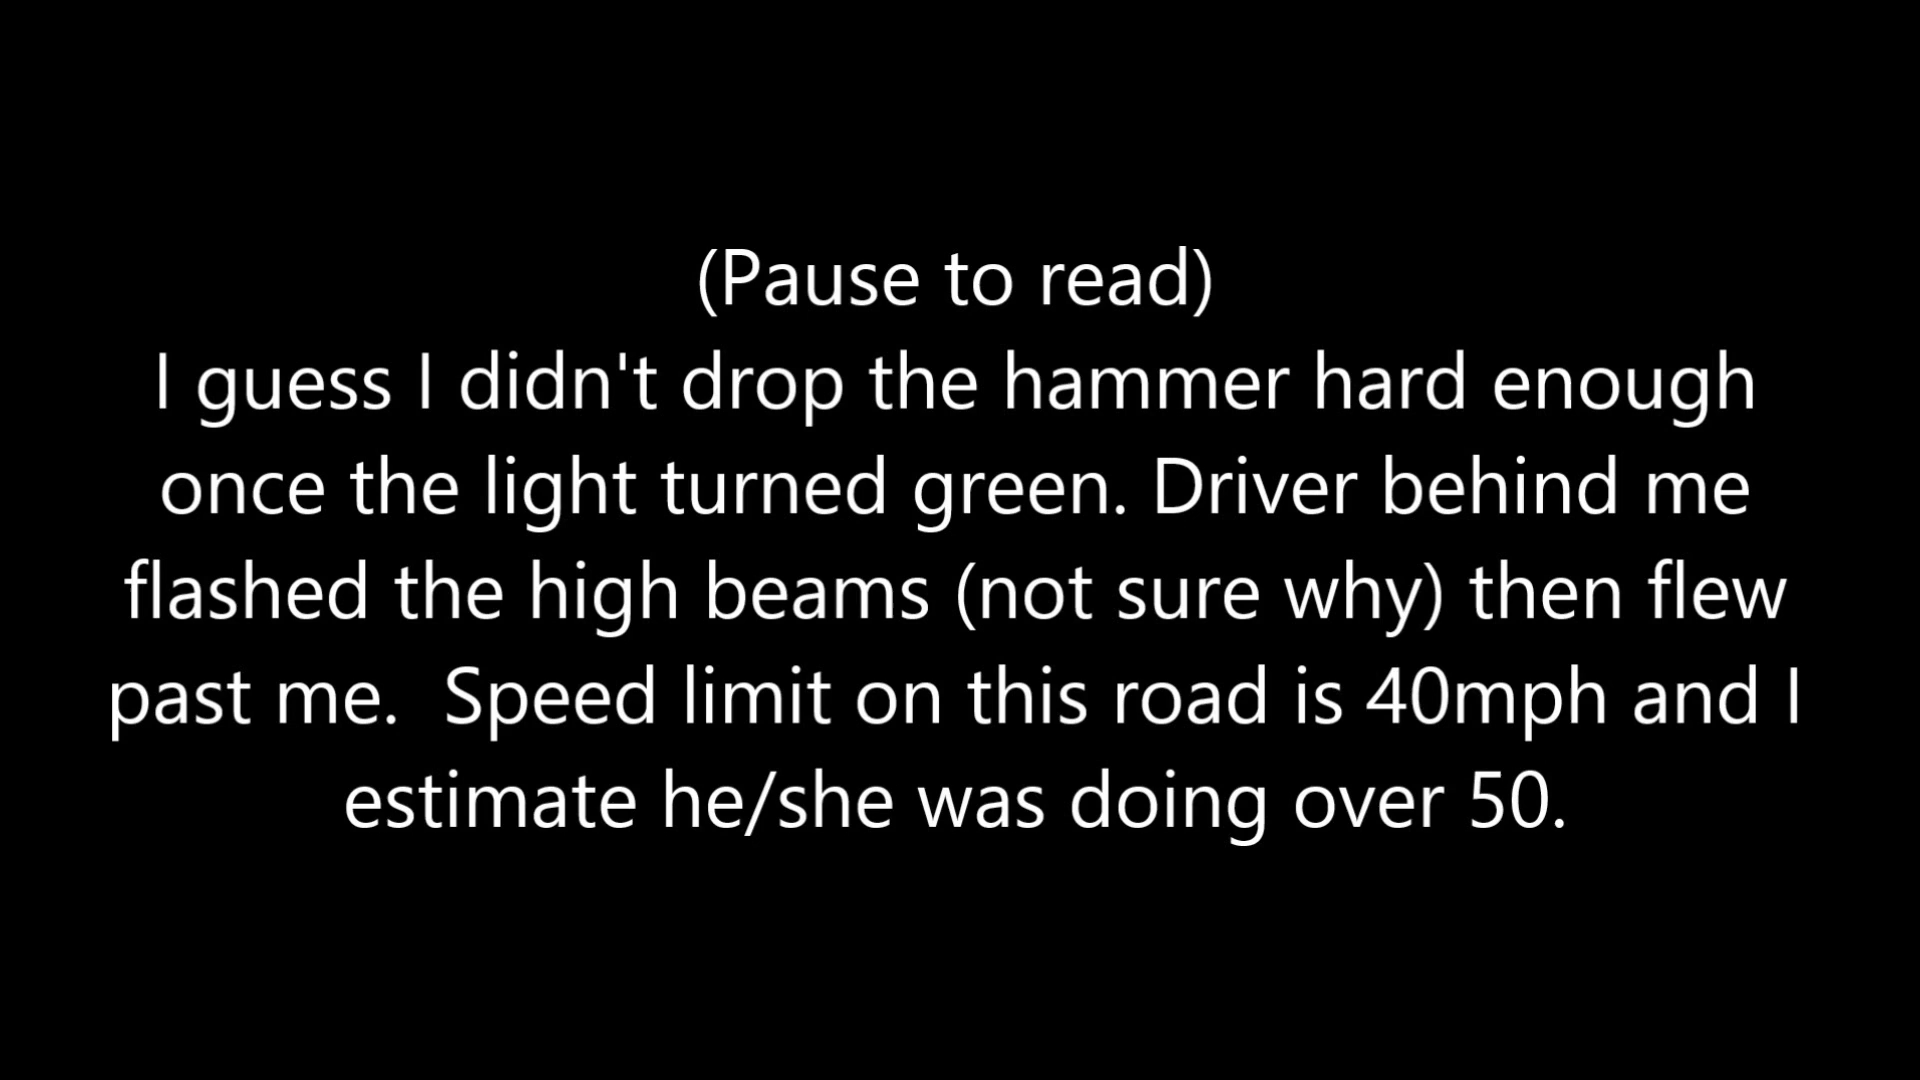 (Pause to read)
I guess I didn't drop the hammer hard enough
once the light turned green. Driver behind me
flashed the high beams (not sure why) then flew
past me.  Speed limit on this road is 40mph and I
estimate he/she was doing over 50.